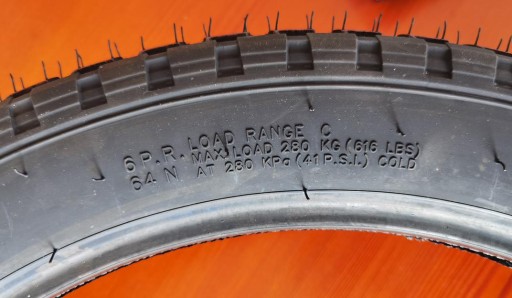 6 P.R. LOAD RANGE C
64 N MAX. LOAD 280 KG (616 LBS)
AT 280 KPa (41 P.S.I.) COLD